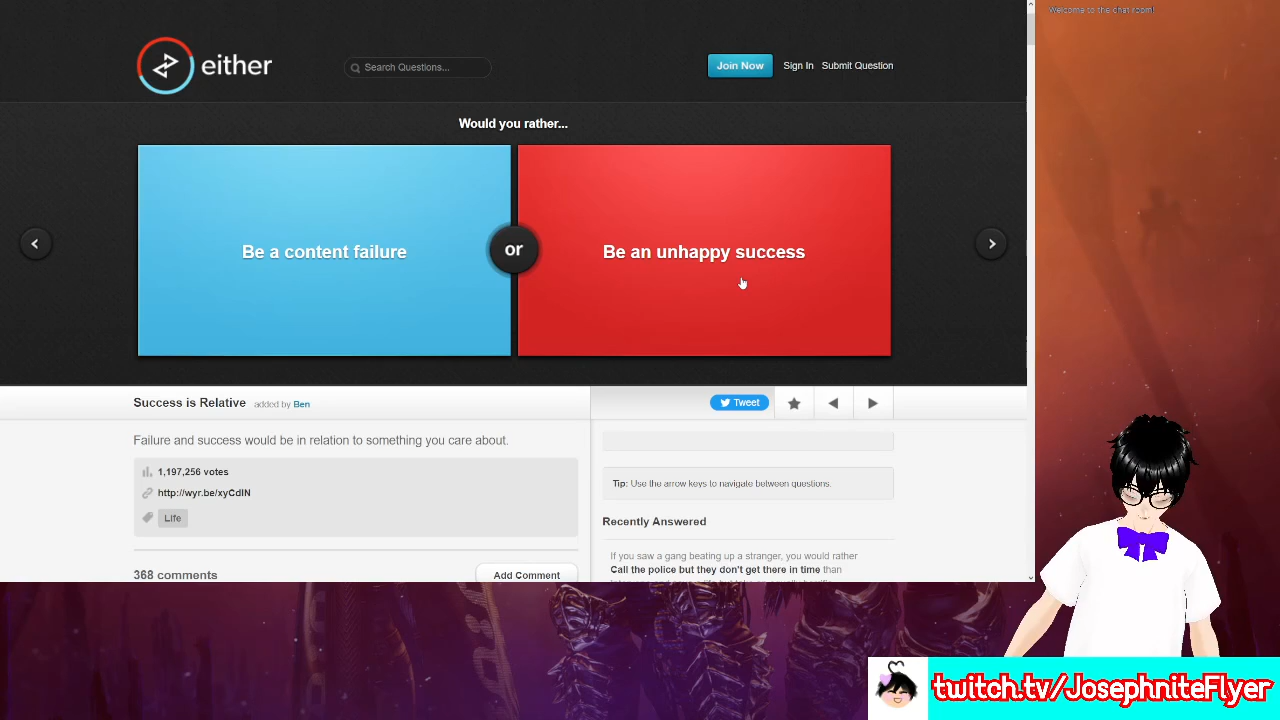 Welcome to the chat room!
either
Search Questions...
Join Now
Sign In
Submit Question
Would you rather...
Be a content failure
or
Be an unhappy success
Success is Relative
added by Ben
Tweet
Failure and success would be in relation to something you care about.
1,197,256 votes
http://wyr.be/xyCdIN
Life
368 comments
Add Comment
Tip: Use the arrow keys to navigate between questions.
Recently Answered
If you saw a gang beating up a stranger, you would rather
Call the police but they don't get there in time than
twitch.tv/JosephniteFlyer